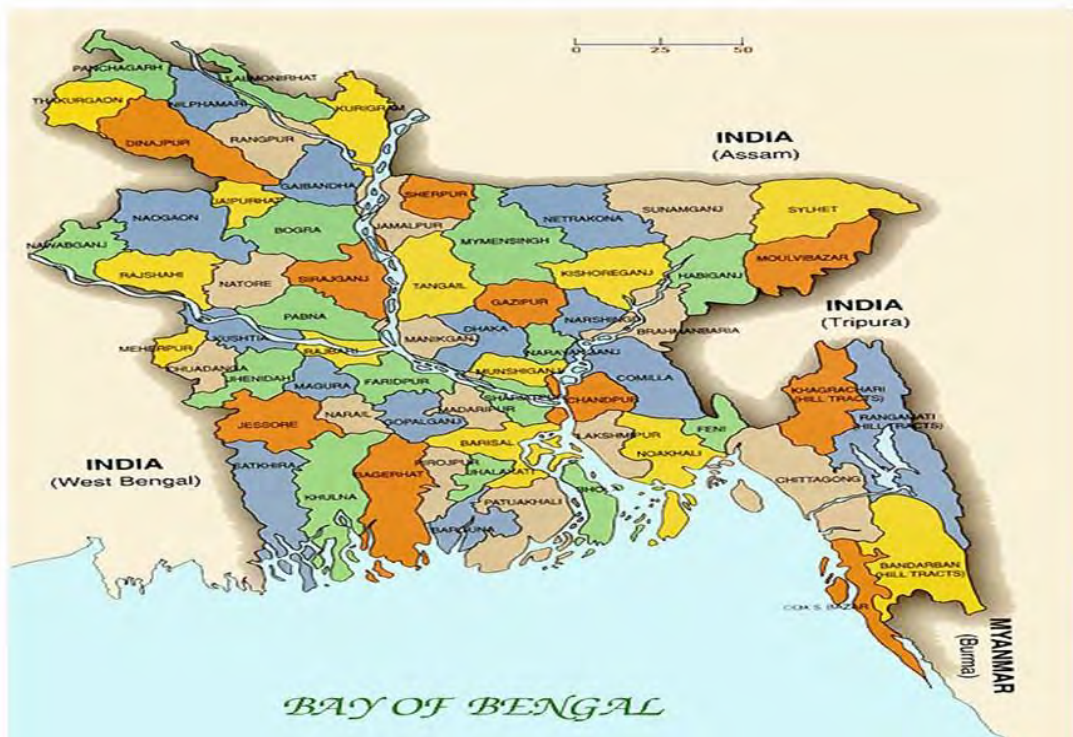 0 25 50
PANCHAGARH
LALMONIRHAT
THAKURGAON
NILPHAMARI
KURIGRAM
DINAJPUR
RANGPUR
INDIA
(Assam)
GAIBANDHA
SHERPUR
JAIPURHAT
NAOGAON
JAMALPUR
NETRAKONA
SUNAMGANJ
SYLHET
BOGRA
MYMENSINGH
NAWABGANJ
RAJSHAHI
NATORE
SIRAJGANJ
TANGAIL
KISHOREGANJ
HABIGANJ
MOULVIBAZAR
GAZIPUR
INDIA
(Tripura)
PABNA
DHAKA
NARSHINGDI
BRAHMANBARIA
MANIKGANJ
KUSHTIA
RAJBARI
NARAYANGANJ
MEHERPUR
CHUADANGA
JHENIDAH
MAGURA
FARIDPUR
MUNSHIGANJ
COMILLA
KHAGRACHARI
(HILL TRACTS)
RANGAMATI
(HILL TRACTS)
CHANDPUR
NARAIL
GOPALGANJ
MADARIPUR
JESSORE
BARISAL
LAKSHMIPUR
FENI
NOAKHALI
INDIA
(West Bengal)
SATKHIRA
KHULNA
BAGERHAT
PIROJPUR
JHALAKATI
BHOLA
CHITTAGONG
PATUAKHALI
BARGUNA
BANDARBAN
(HILL TRACTS)
COX'S BAZAR
MYANMAR
(Burma)
BAY OF BENGAL